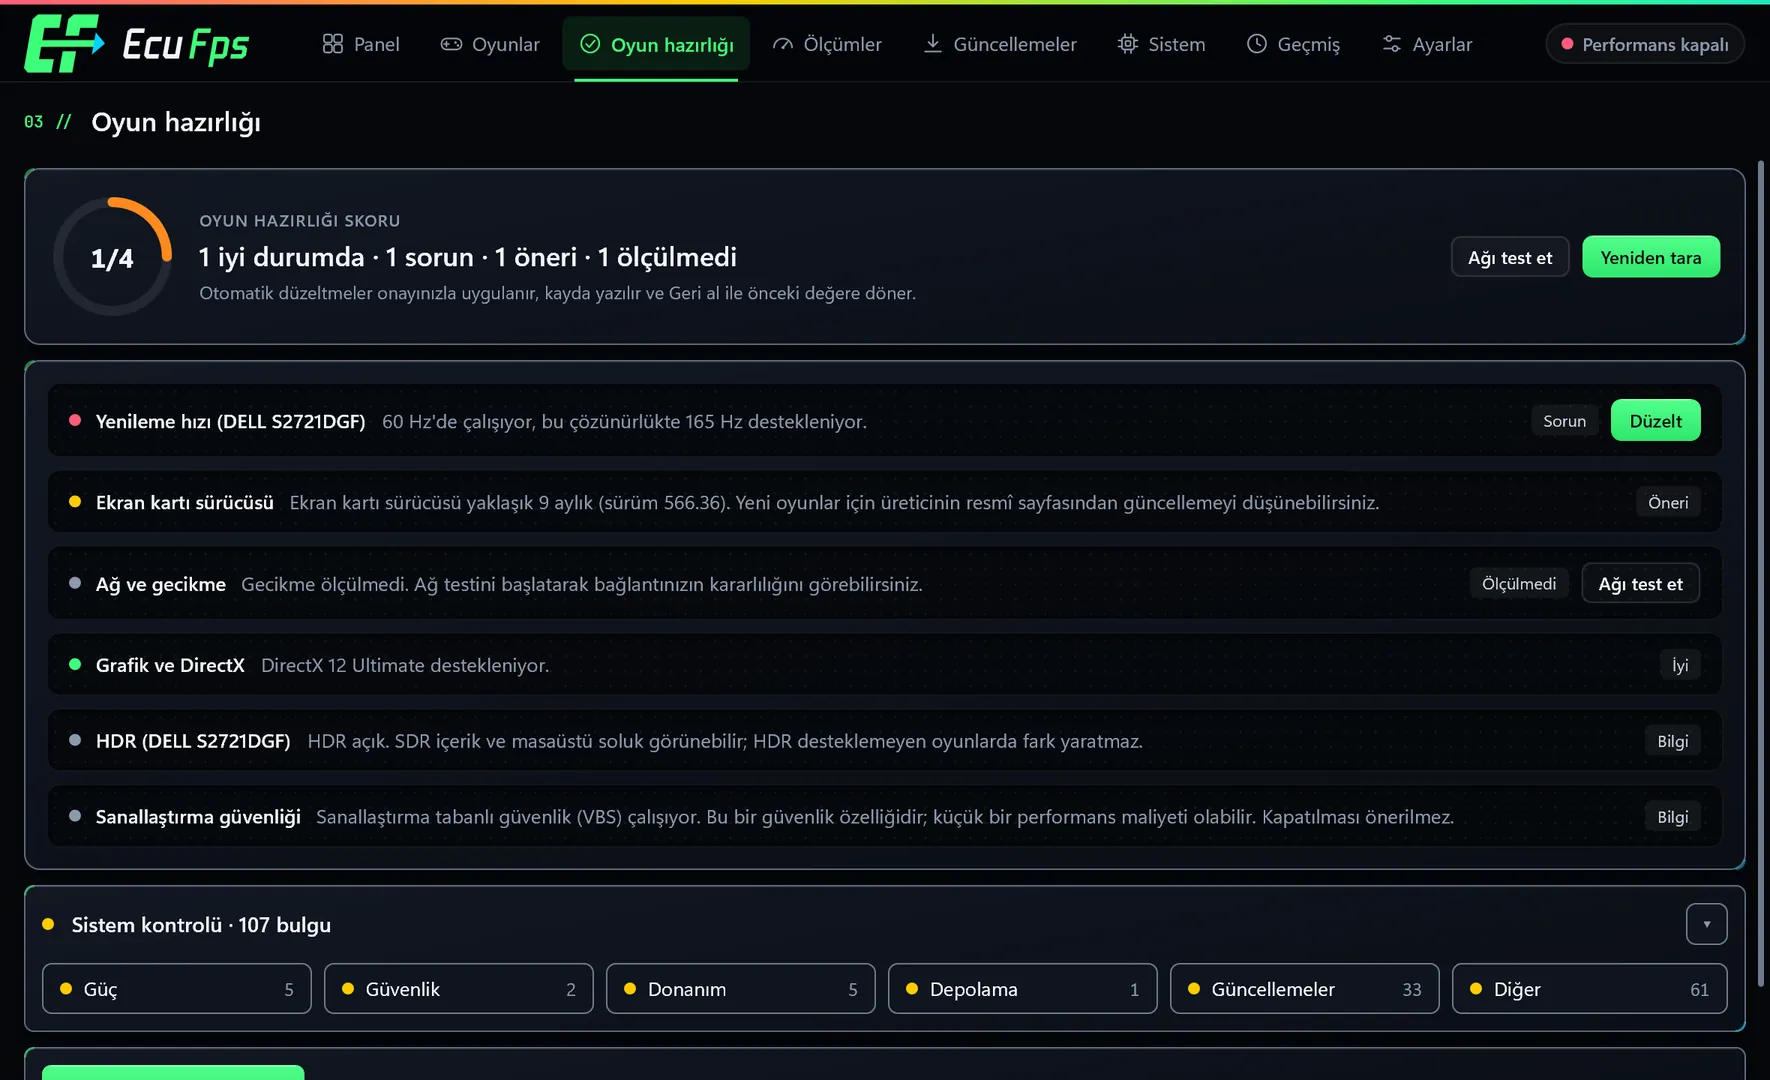 EcuFps
Panel
Oyunlar
Oyun hazırlığı
Ölçümler
Güncellemeler
Sistem
Geçmiş
Ayarlar
Performans kapalı
03 // Oyun hazırlığı
1/4
OYUN HAZIRLIĞI SKORU
1 iyi durumda · 1 sorun · 1 öneri · 1 ölçülmedi
Otomatik düzeltmeler onayınızla uygulanır, kayda yazılır ve Geri al ile önceki değere döner.
Ağı test et
Yeniden tara
Yenileme hızı (DELL S2721DGF) 60 Hz'de çalışıyor, bu çözünürlükte 165 Hz destekleniyor. Sorun Düzelt
Ekran kartı sürücüsü Ekran kartı sürücüsü yaklaşık 9 aylık (sürüm 566.36). Yeni oyunlar için üreticinin resmî sayfasından güncellemeyi düşünebilirsiniz. Öneri
Ağ ve gecikme Gecikme ölçülmedi. Ağ testini başlatarak bağlantınızın kararlılığını görebilirsiniz. Ölçülmedi Ağı test et
Grafik ve DirectX DirectX 12 Ultimate destekleniyor. İyi
HDR (DELL S2721DGF) HDR açık. SDR içerik ve masaüstü soluk görünebilir; HDR desteklemeyen oyunlarda fark yaratmaz. Bilgi
Sanallaştırma güvenliği Sanallaştırma tabanlı güvenlik (VBS) çalışıyor. Bu bir güvenlik özelliğidir; küçük bir performans maliyeti olabilir. Kapatılması önerilmez. Bilgi
Sistem kontrolü · 107 bulgu
Güç 5
Güvenlik 2
Donanım 5
Depolama 1
Güncellemeler 33
Diğer 61